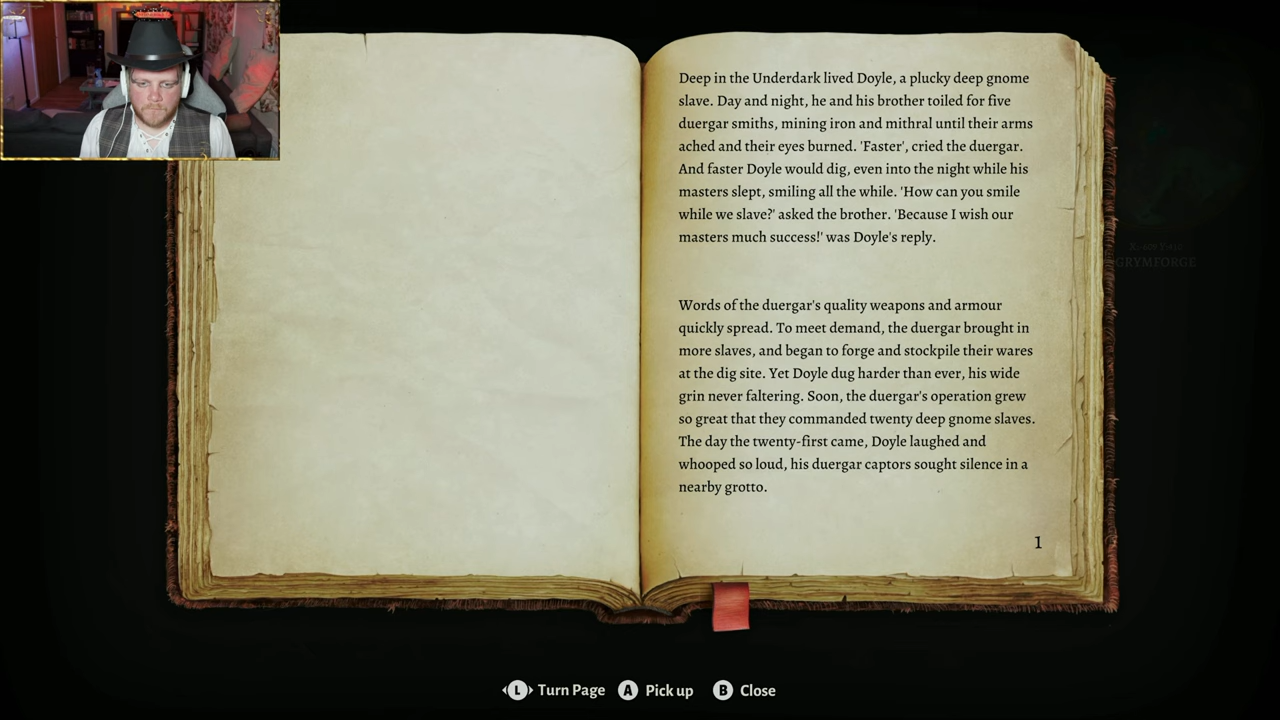 Deep in the Underdark lived Doyle, a plucky deep gnome
slave. Day and night, he and his brother toiled for five
duergar smiths, mining iron and mithral until their arms
ached and their eyes burned. 'Faster', cried the duergar.
And faster Doyle would dig, even into the night while his
masters slept, smiling all the while. 'How can you smile
while we slave?' asked the brother. 'Because I wish our
masters much success!' was Doyle's reply.
Words of the duergar's quality weapons and armour
quickly spread. To meet demand, the duergar brought in
more slaves, and began to forge and stockpile their wares
at the dig site. Yet Doyle dug harder than ever, his wide
grin never faltering. Soon, the duergar's operation grew
so great that they commanded twenty deep gnome slaves.
The day the twenty-first came, Doyle laughed and
whooped so loud, his duergar captors sought silence in a
nearby grotto.
1
GRYMFORGE
L Turn Page A Pick up B Close